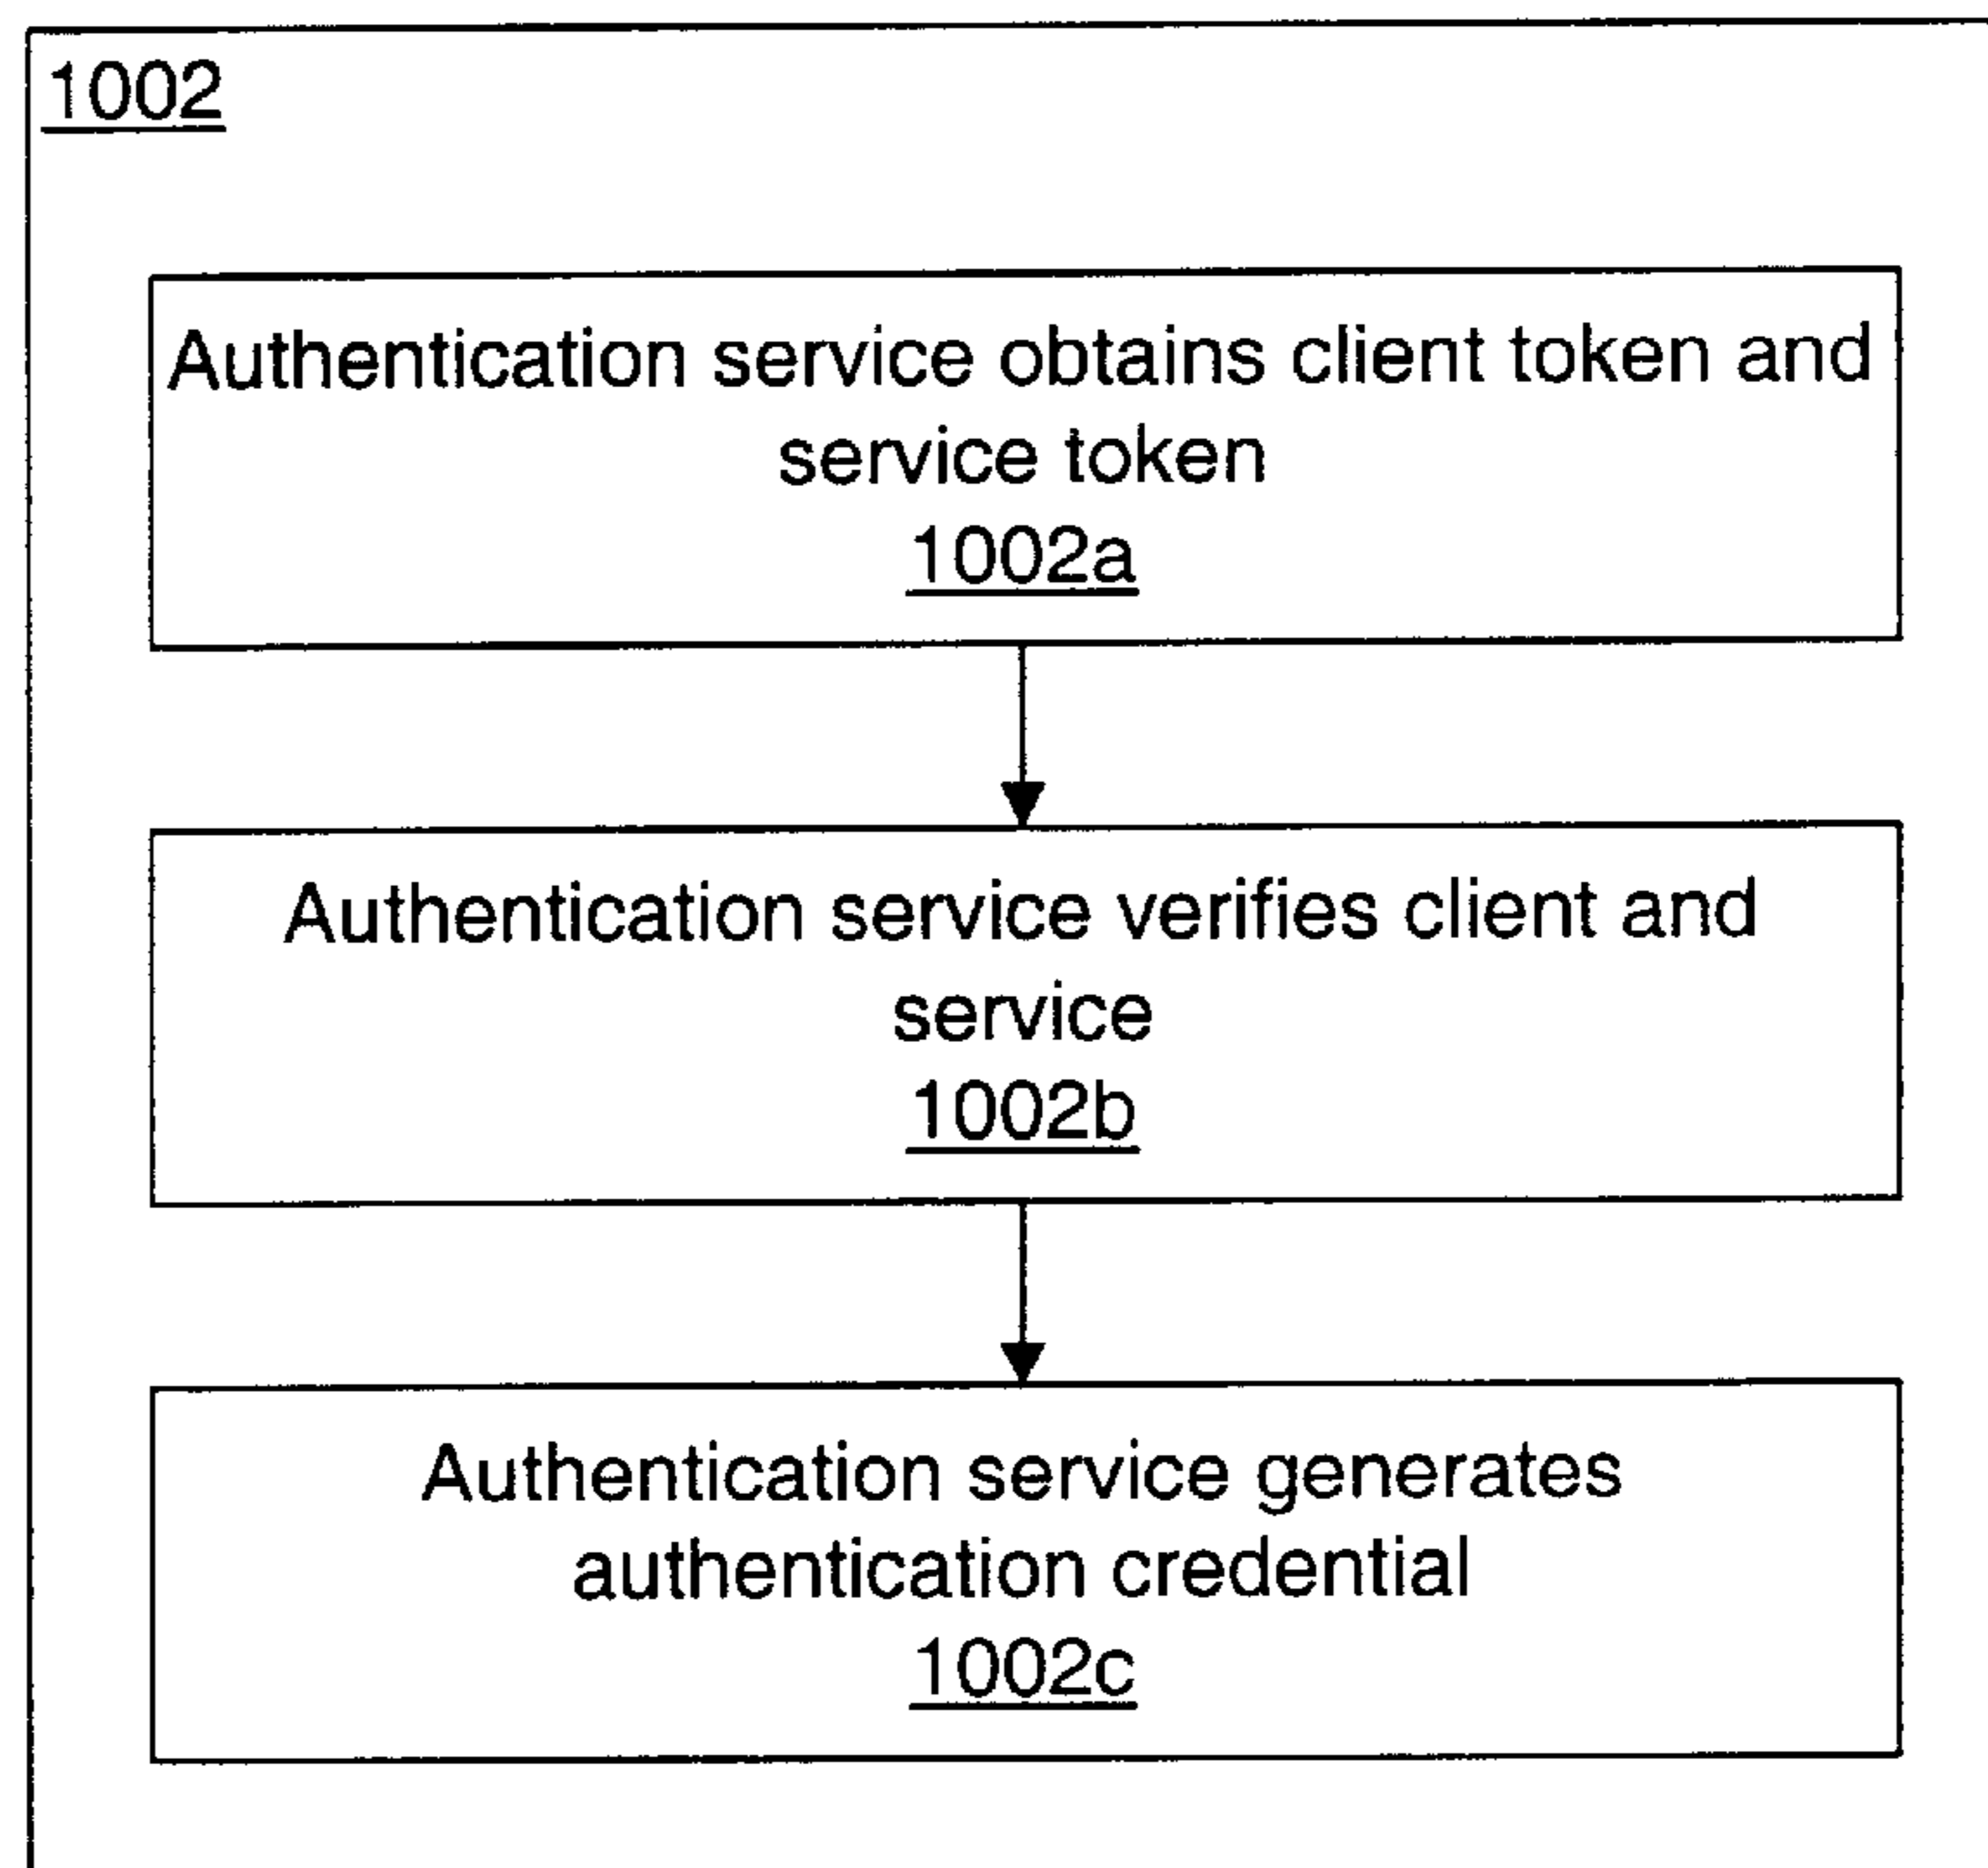 1002
Authentication service obtains client token and
service token
1002a
Authentication service verifies client and
service
1002b
Authentication service generates
authentication credential
1002c